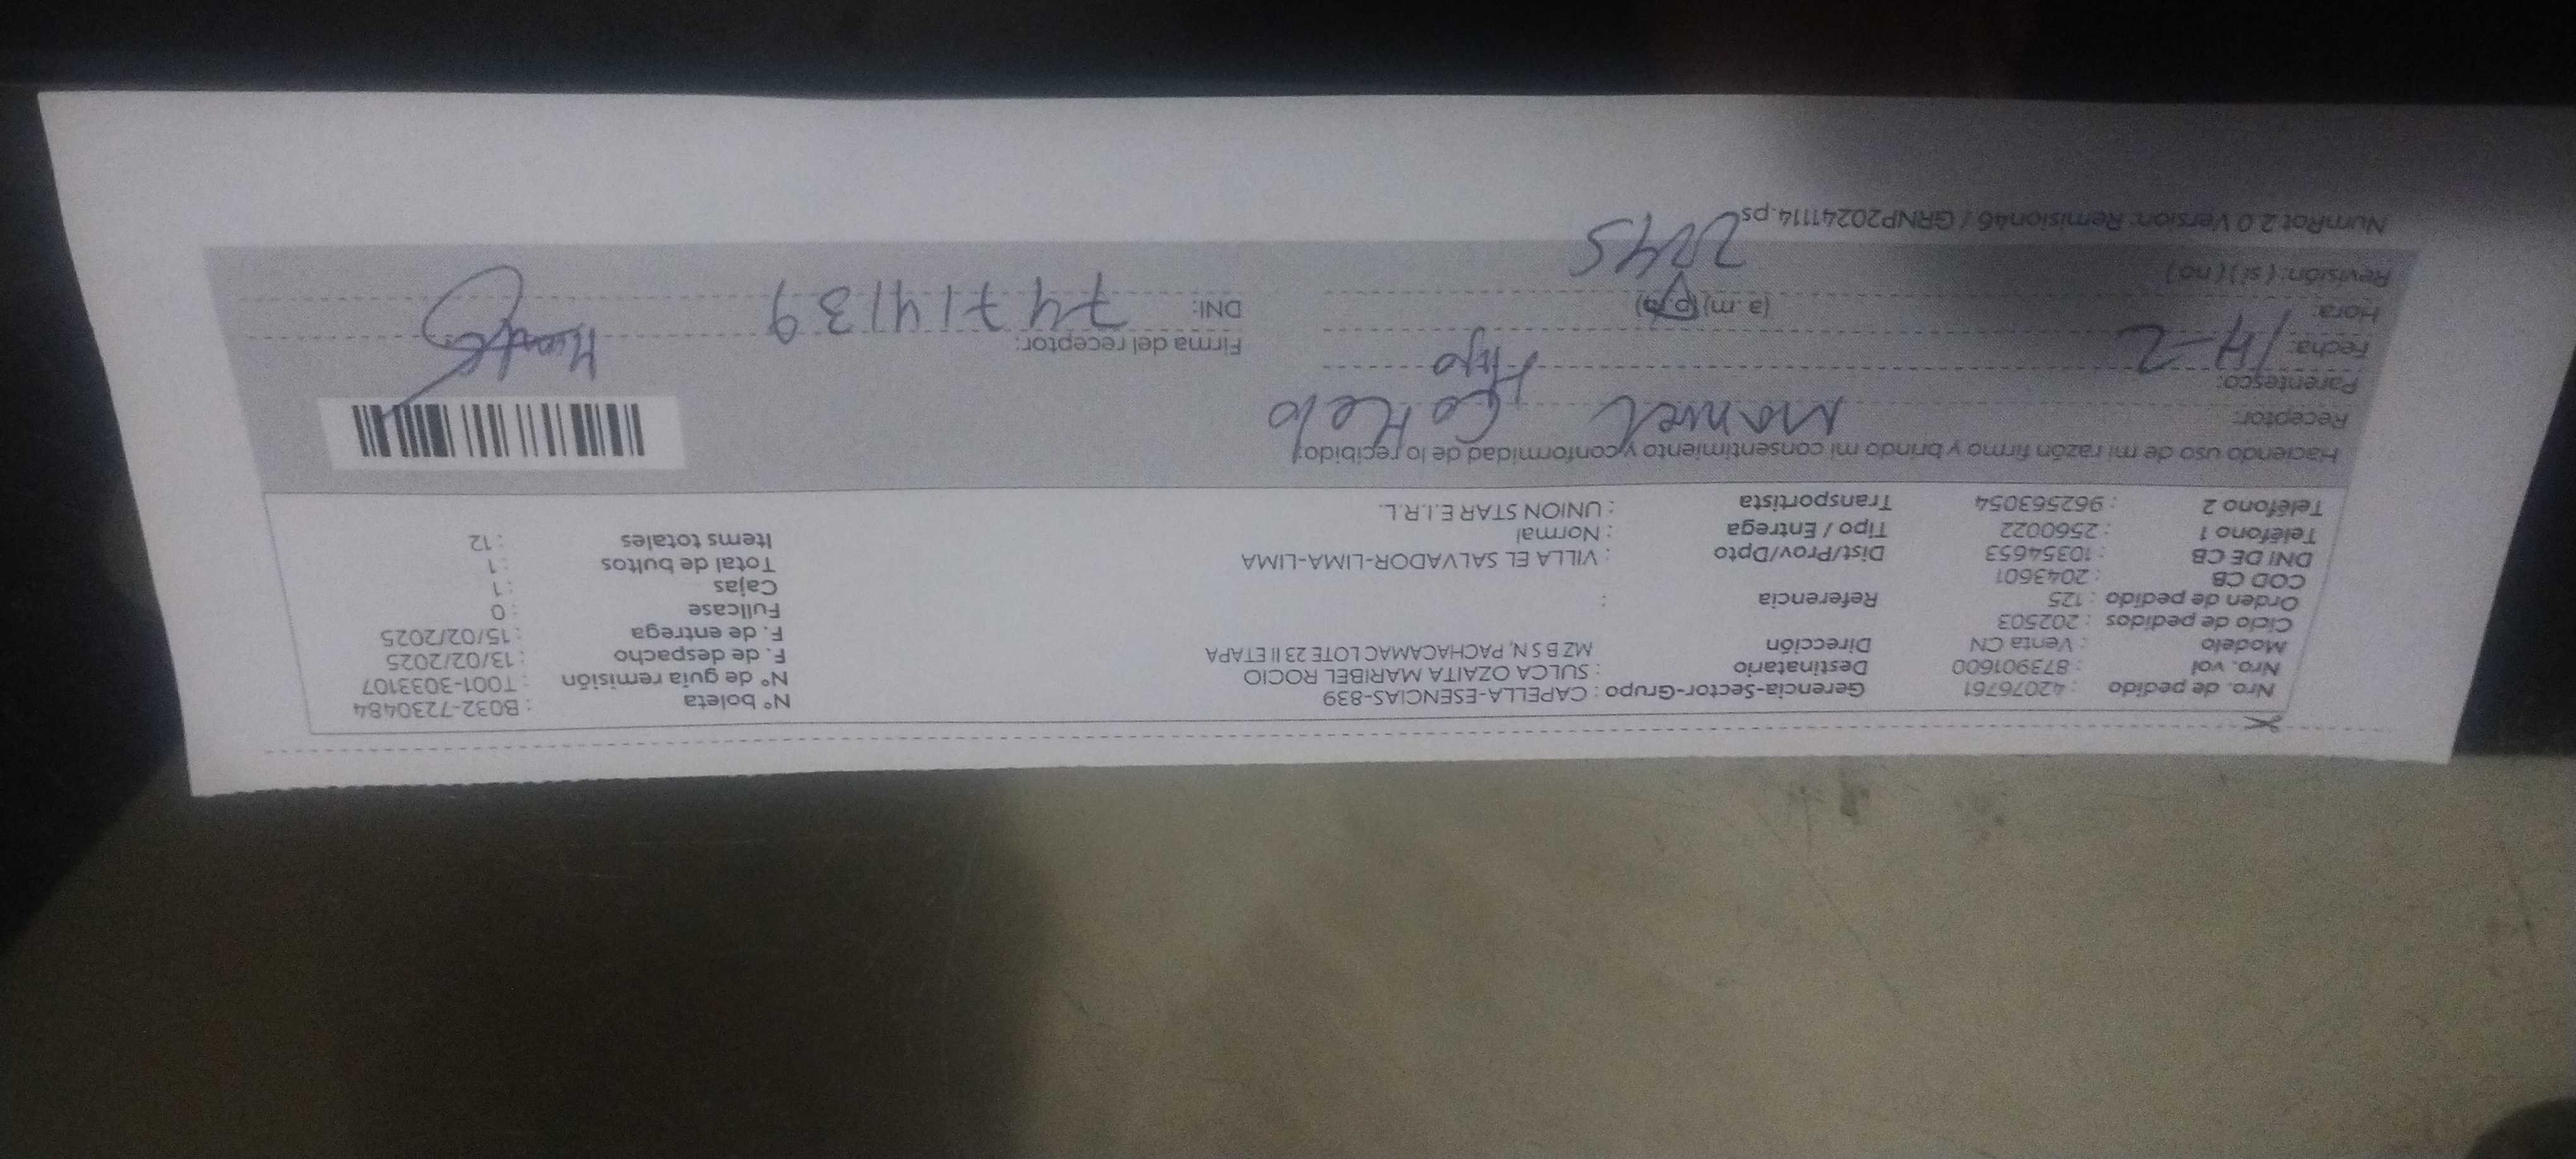 Nro. de pedido : 42076761 Gerencia-Sector-Grupo : CAPELLA-ESENCIAS-839 N° boleta : B032-7230484
Nro. vol : 873901600 Destinatario : SULCA OZAITA MARIBEL ROCIO N° de guía remisión : T001-3033107
Modelo : Venta CN Dirección MZ B S N, PACHACAMAC LOTE 23 II ETAPA F. de despacho : 13/02/2025
Ciclo de pedidos : 202503 F. de entrega : 15/02/2025
Orden de pedido : 125 Referencia : Fullcase : 0
COD CB : 2043601 Cajas : 1
DNI DE CB : 10354653 Dist/Prov/Dpto : VILLA EL SALVADOR-LIMA-LIMA Total de bultos : 1
Teléfono 1 : 2560022 Tipo / Entrega : Normal Items totales : 12
Teléfono 2 : 962563054 Transportista : UNION STAR E.I.R.L.
Haciendo uso de mi razón firmo y brindo mi consentimiento y conformidad de lo recibido:
Receptor: Manuel
Parentesco: Hijo
Fecha: 14-2 Firma del receptor:
Hora: (a.m) (p.m) DNI: 74714139
Revisión: ( sí ) ( no ) 2045
NumRot 2.0 Version: Remision46 / GRNP20241114.ps